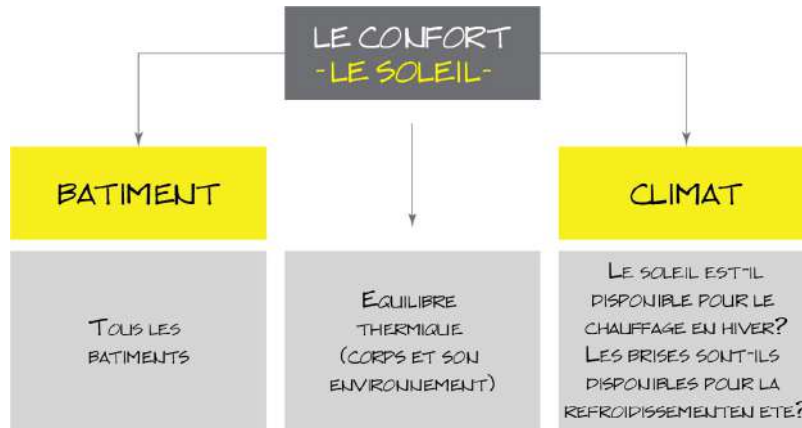 LE CONFORT
-LE SOLEIL-
BATIMENT
CLIMAT
TOUS LES
BATIMENTS
EQUILIBRE
THERMIQUE
(CORPS ET SON
ENVIRONNEMENT)
LE SOLEIL EST-IL
DISPONIBLE POUR LE
CHAUFFAGE EN HIVER?
LES BRISES SONT-ILS
DISPONIBLES POUR LA
REFROIDISSEMENTEN ETE?